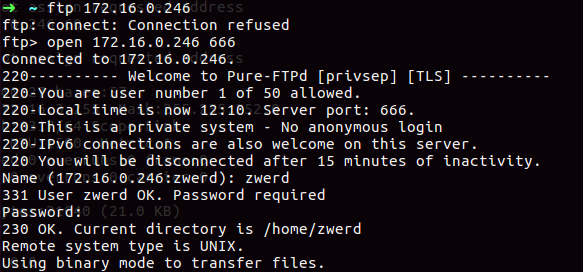 ➜ ~ ftp 172.16.0.246
ftp: connect: Connection refused
ftp> open 172.16.0.246 666
Connected to 172.16.0.246.
220---------- Welcome to Pure-FTPd [privsep] [TLS] ----------
220-You are user number 1 of 50 allowed.
220-Local time is now 12:10. Server port: 666.
220-This is a private system - No anonymous login
220-IPv6 connections are also welcome on this server.
220 You will be disconnected after 15 minutes of inactivity.
Name (172.16.0.246:zwerd): zwerd
331 User zwerd OK. Password required
Password:
230 OK. Current directory is /home/zwerd
Remote system type is UNIX.
Using binary mode to transfer files.